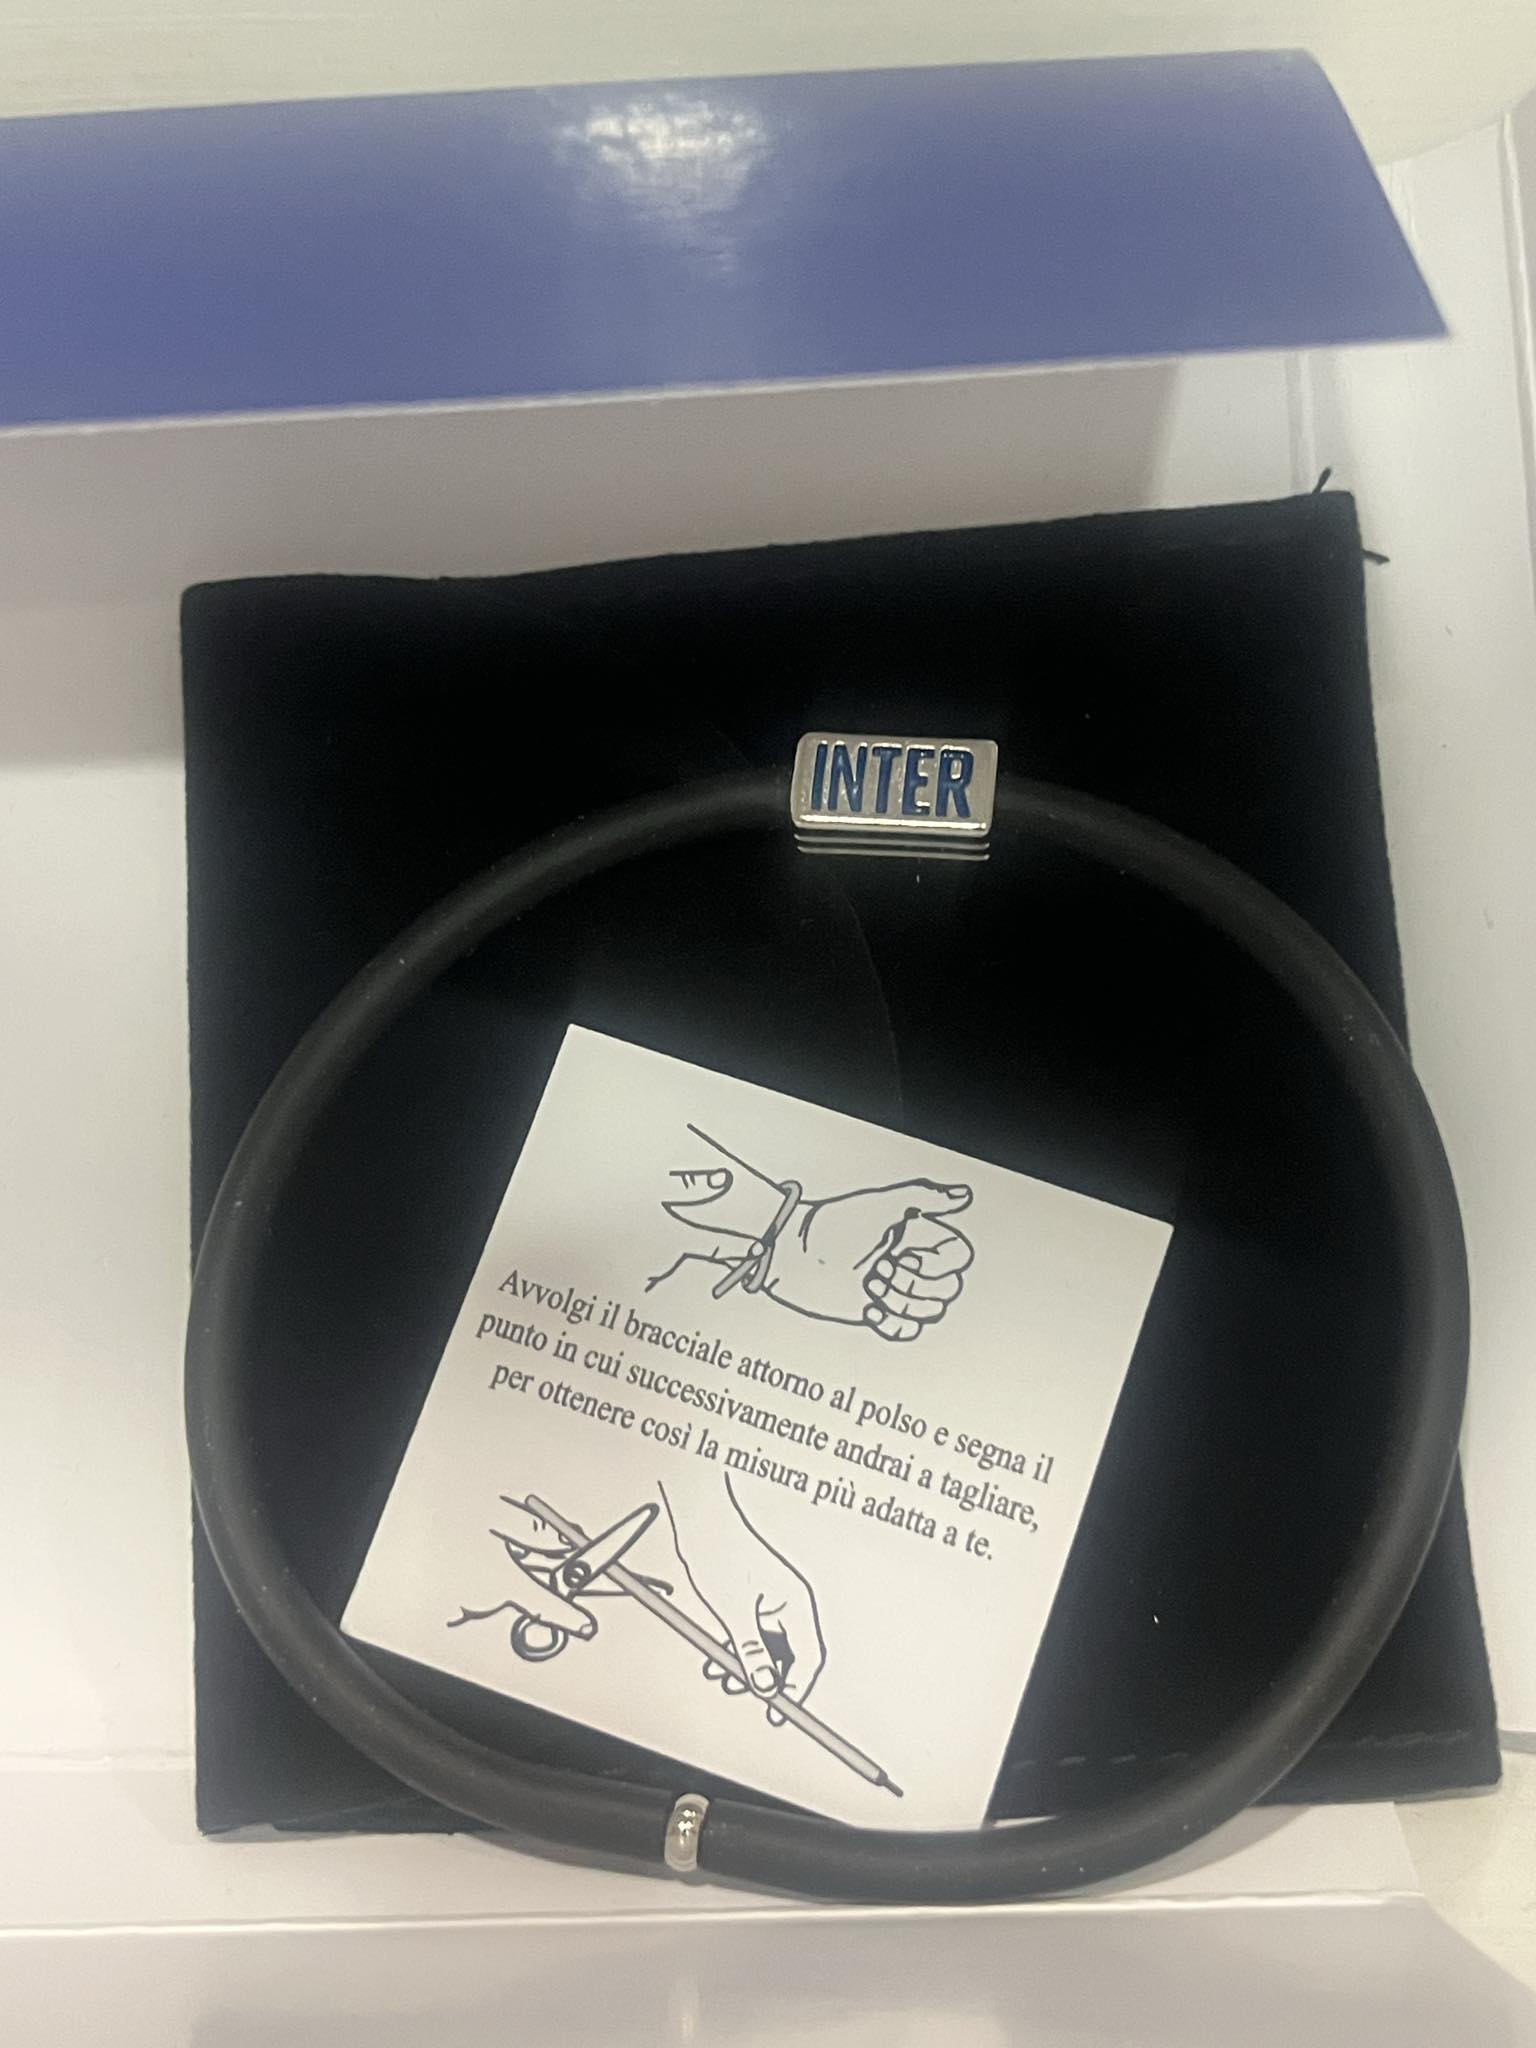 INTER
Avvolgi il bracciale attorno al polso e segna il
punto in cui successivamente andrai a tagliare,
per ottenere così la misura più adatta a te.